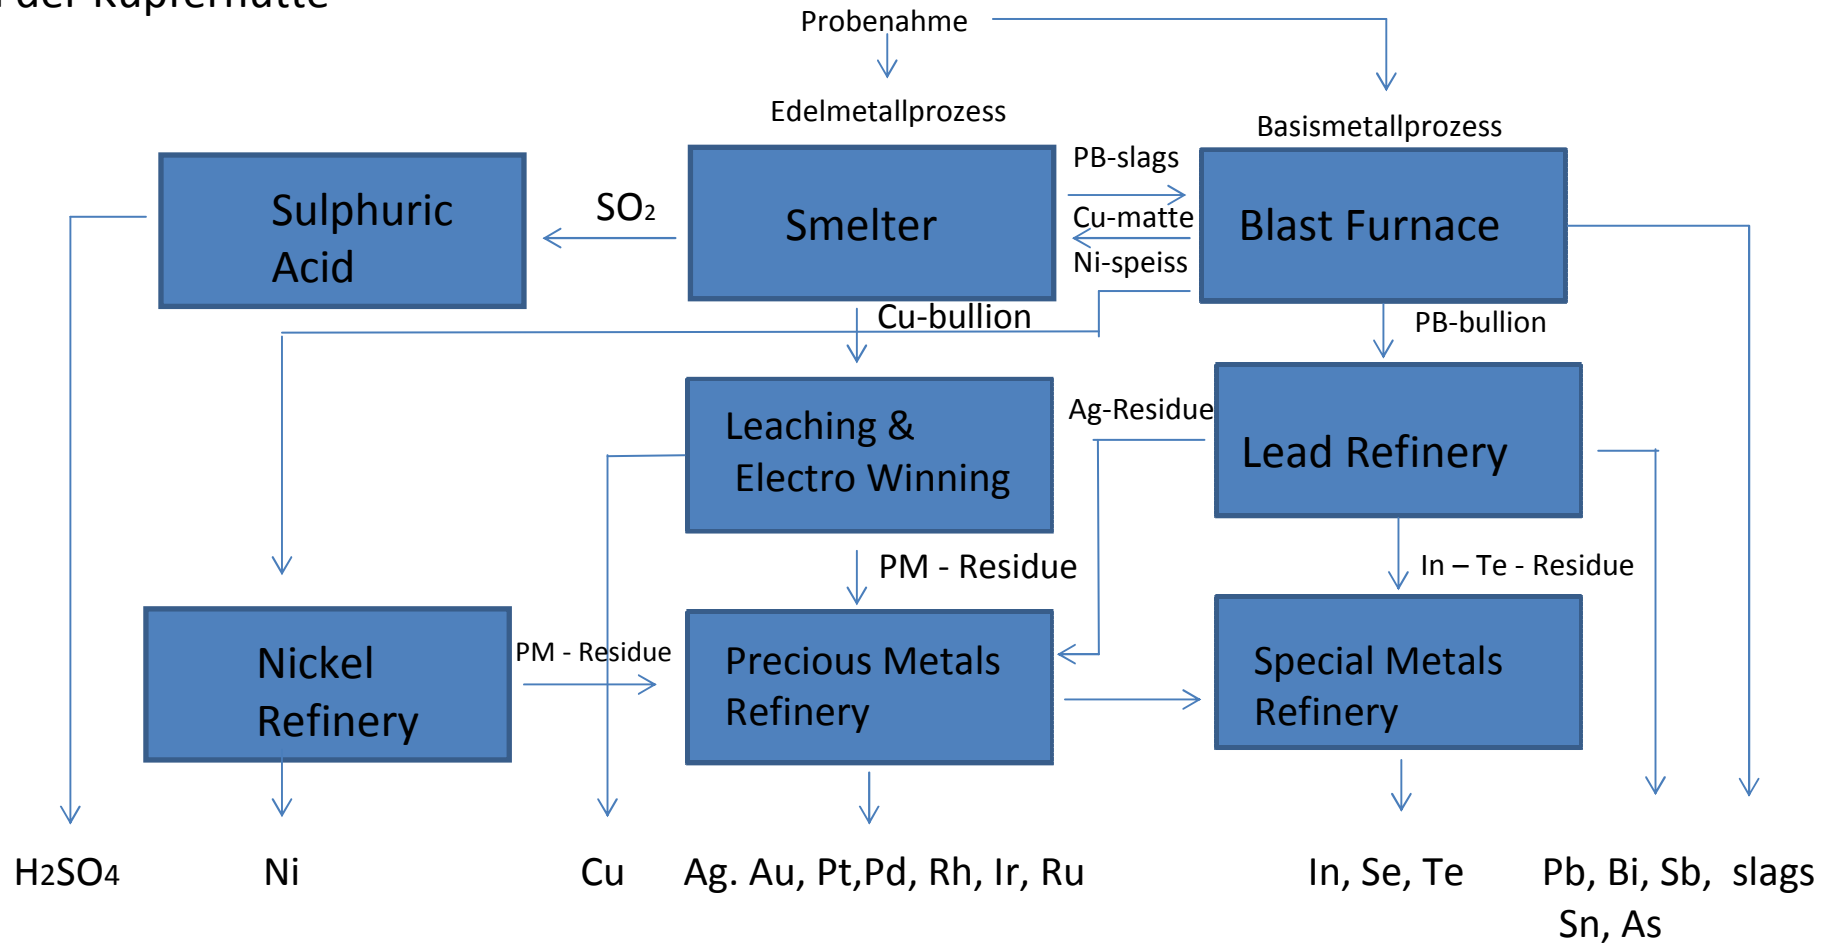 der Kupferhütte
Probenahme
Edelmetallprozess
Basismetallprozess
Sulphuric
Acid
SO2
Smelter
PB-slags
Cu-matte
Ni-speiss
Blast Furnace
Cu-bullion
PB-bullion
Leaching &
Electro Winning
Ag-Residue
Lead Refinery
PM - Residue
In – Te - Residue
Nickel
Refinery
PM - Residue
Precious Metals
Refinery
Special Metals
Refinery
H2SO4
Ni
Cu
Ag. Au, Pt,Pd, Rh, Ir, Ru
In, Se, Te
Pb, Bi, Sb,
Sn, As
slags